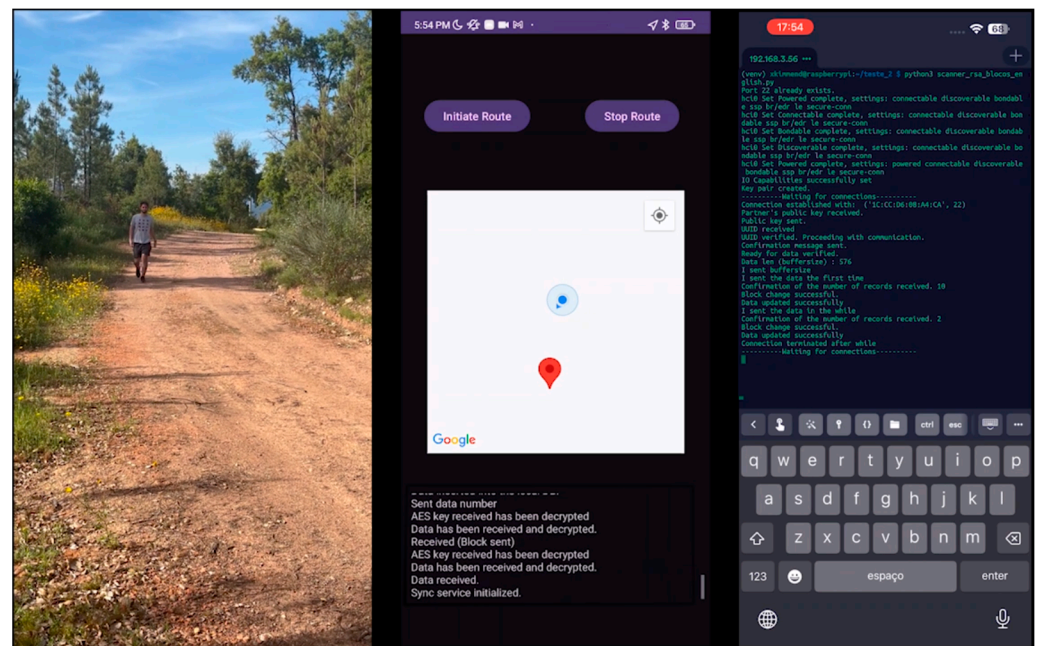 5:54 PM
Initiate Route
Stop Route
Google
Sent data number
AES key received has been decrypted
Data has been received and decrypted.
Received (Block sent)
AES key received has been decrypted
Data has been received and decrypted.
Data received.
Sync service initialized.
17:54
68
192.168.3.56 •••
(venv) xkimmend@raspberrypi:~/teste_2 $ python3 scanner_rsa_blocos_en
glish.py
Port 22 already exists.
hci0 Set Powered complete, settings: connectable discoverable bondabl
e ssp br/edr le secure-conn
hci0 Set Connectable complete, settings: connectable discoverable bon
dable ssp br/edr le secure-conn
hci0 Set Bondable complete, settings: connectable discoverable bondab
le ssp br/edr le secure-conn
hci0 Set Discoverable complete, settings: connectable discoverable bo
ndable ssp br/edr le secure-conn
hci0 Set Powered complete, settings: powered connectable discoverable
bondable ssp br/edr le secure-conn
IO Capabilities successfully set
Key pair created.
----------Waiting for connections----------
Connection established with: ('1C:CC:D6:0B:A4:CA', 22)
Partner's public key received.
Public key sent.
UUID received
UUID verified. Proceeding with communication.
Confirmation message sent.
Ready for data verified.
Data len (buffersize) : 576
I sent buffersize
I sent the data the first time
Confirmation of the number of records received. 10
Block change successful.
Data updated successfully
I sent the data in the while
Confirmation of the number of records received. 2
Block change successful.
Data updated successfully
Connection terminated after while
----------Waiting for connections----------
ctrl esc
q w e r t y u i o p
a s d f g h j k l
z x c v b n m
123 espaço enter